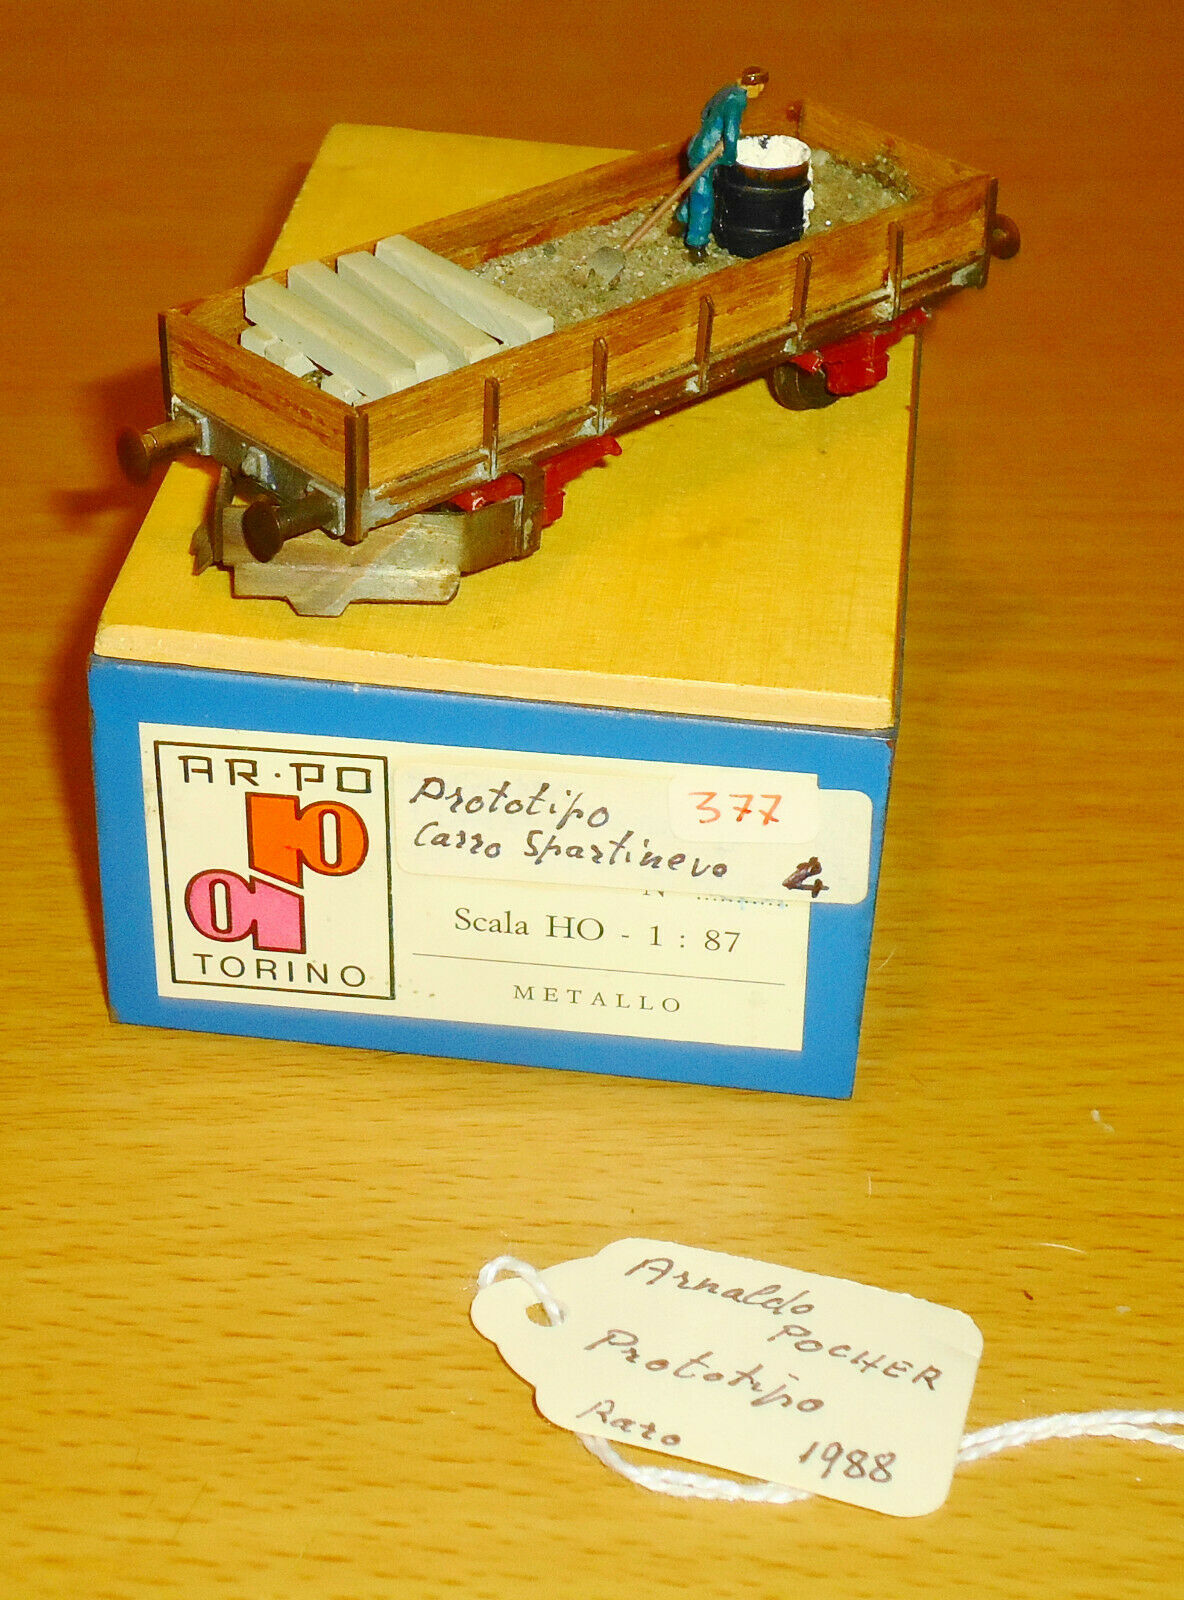 AR·PO
TORINO
Prototipo
377
Carro Spartineve
4
N
Scala HO - 1 : 87
METALLO
Arnaldo
POCHER
Prototipo
Raro 1988